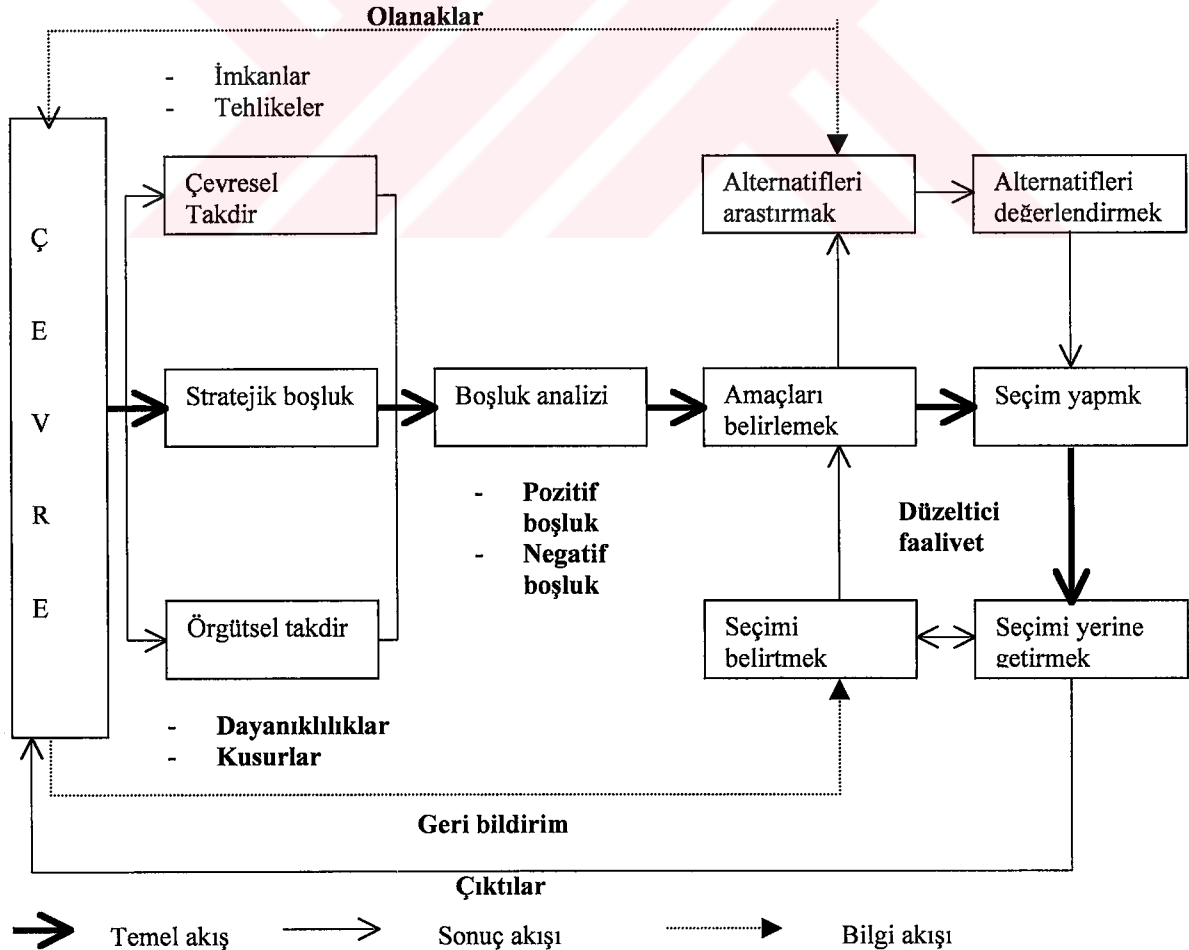 Olanaklar
- İmkanlar
- Tehlikeler
Çevresel
Takdir
Alternatifleri
arastırmak
Alternatifleri
değerlendirmek
Ç
E
V
R
E
Stratejik boşluk
Boşluk analizi
Amaçları
belirlemek
Seçim yapmk
- Pozitif
boşluk
- Negatif
boşluk
Düzeltici
faalivet
Örgütsel takdir
Seçimi
belirtmek
Seçimi yerine
getirmek
- Dayanıklılıklar
- Kusurlar
Geri bildirim
Çıktılar
Temel akış
Sonuç akışı
Bilgi akışı